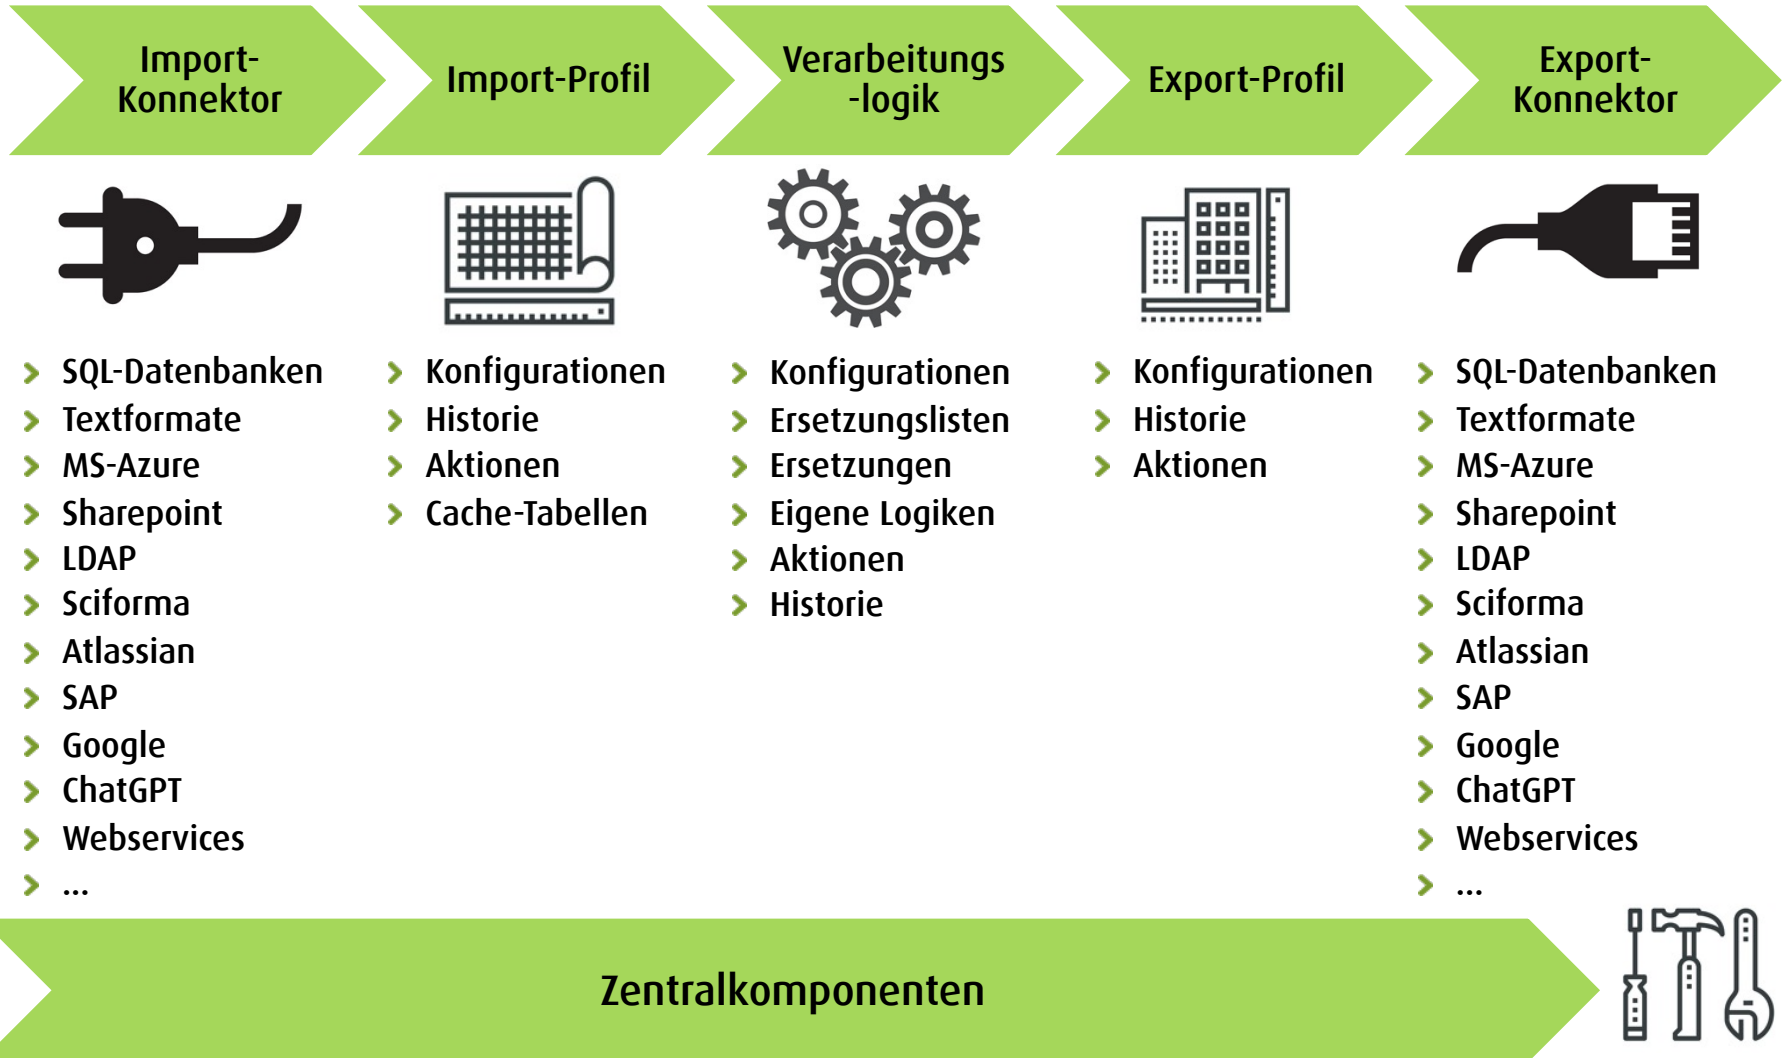 Import-
Konnektor
Import-Profil
Verarbeitungs
-logik
Export-Profil
Export-
Konnektor
SQL-Datenbanken
Textformate
MS-Azure
Sharepoint
LDAP
Sciforma
Atlassian
SAP
Google
ChatGPT
Webservices
...
Konfigurationen
Historie
Aktionen
Cache-Tabellen
Konfigurationen
Ersetzungslisten
Ersetzungen
Eigene Logiken
Aktionen
Historie
Konfigurationen
Historie
Aktionen
SQL-Datenbanken
Textformate
MS-Azure
Sharepoint
LDAP
Sciforma
Atlassian
SAP
Google
ChatGPT
Webservices
...
Zentralkomponenten